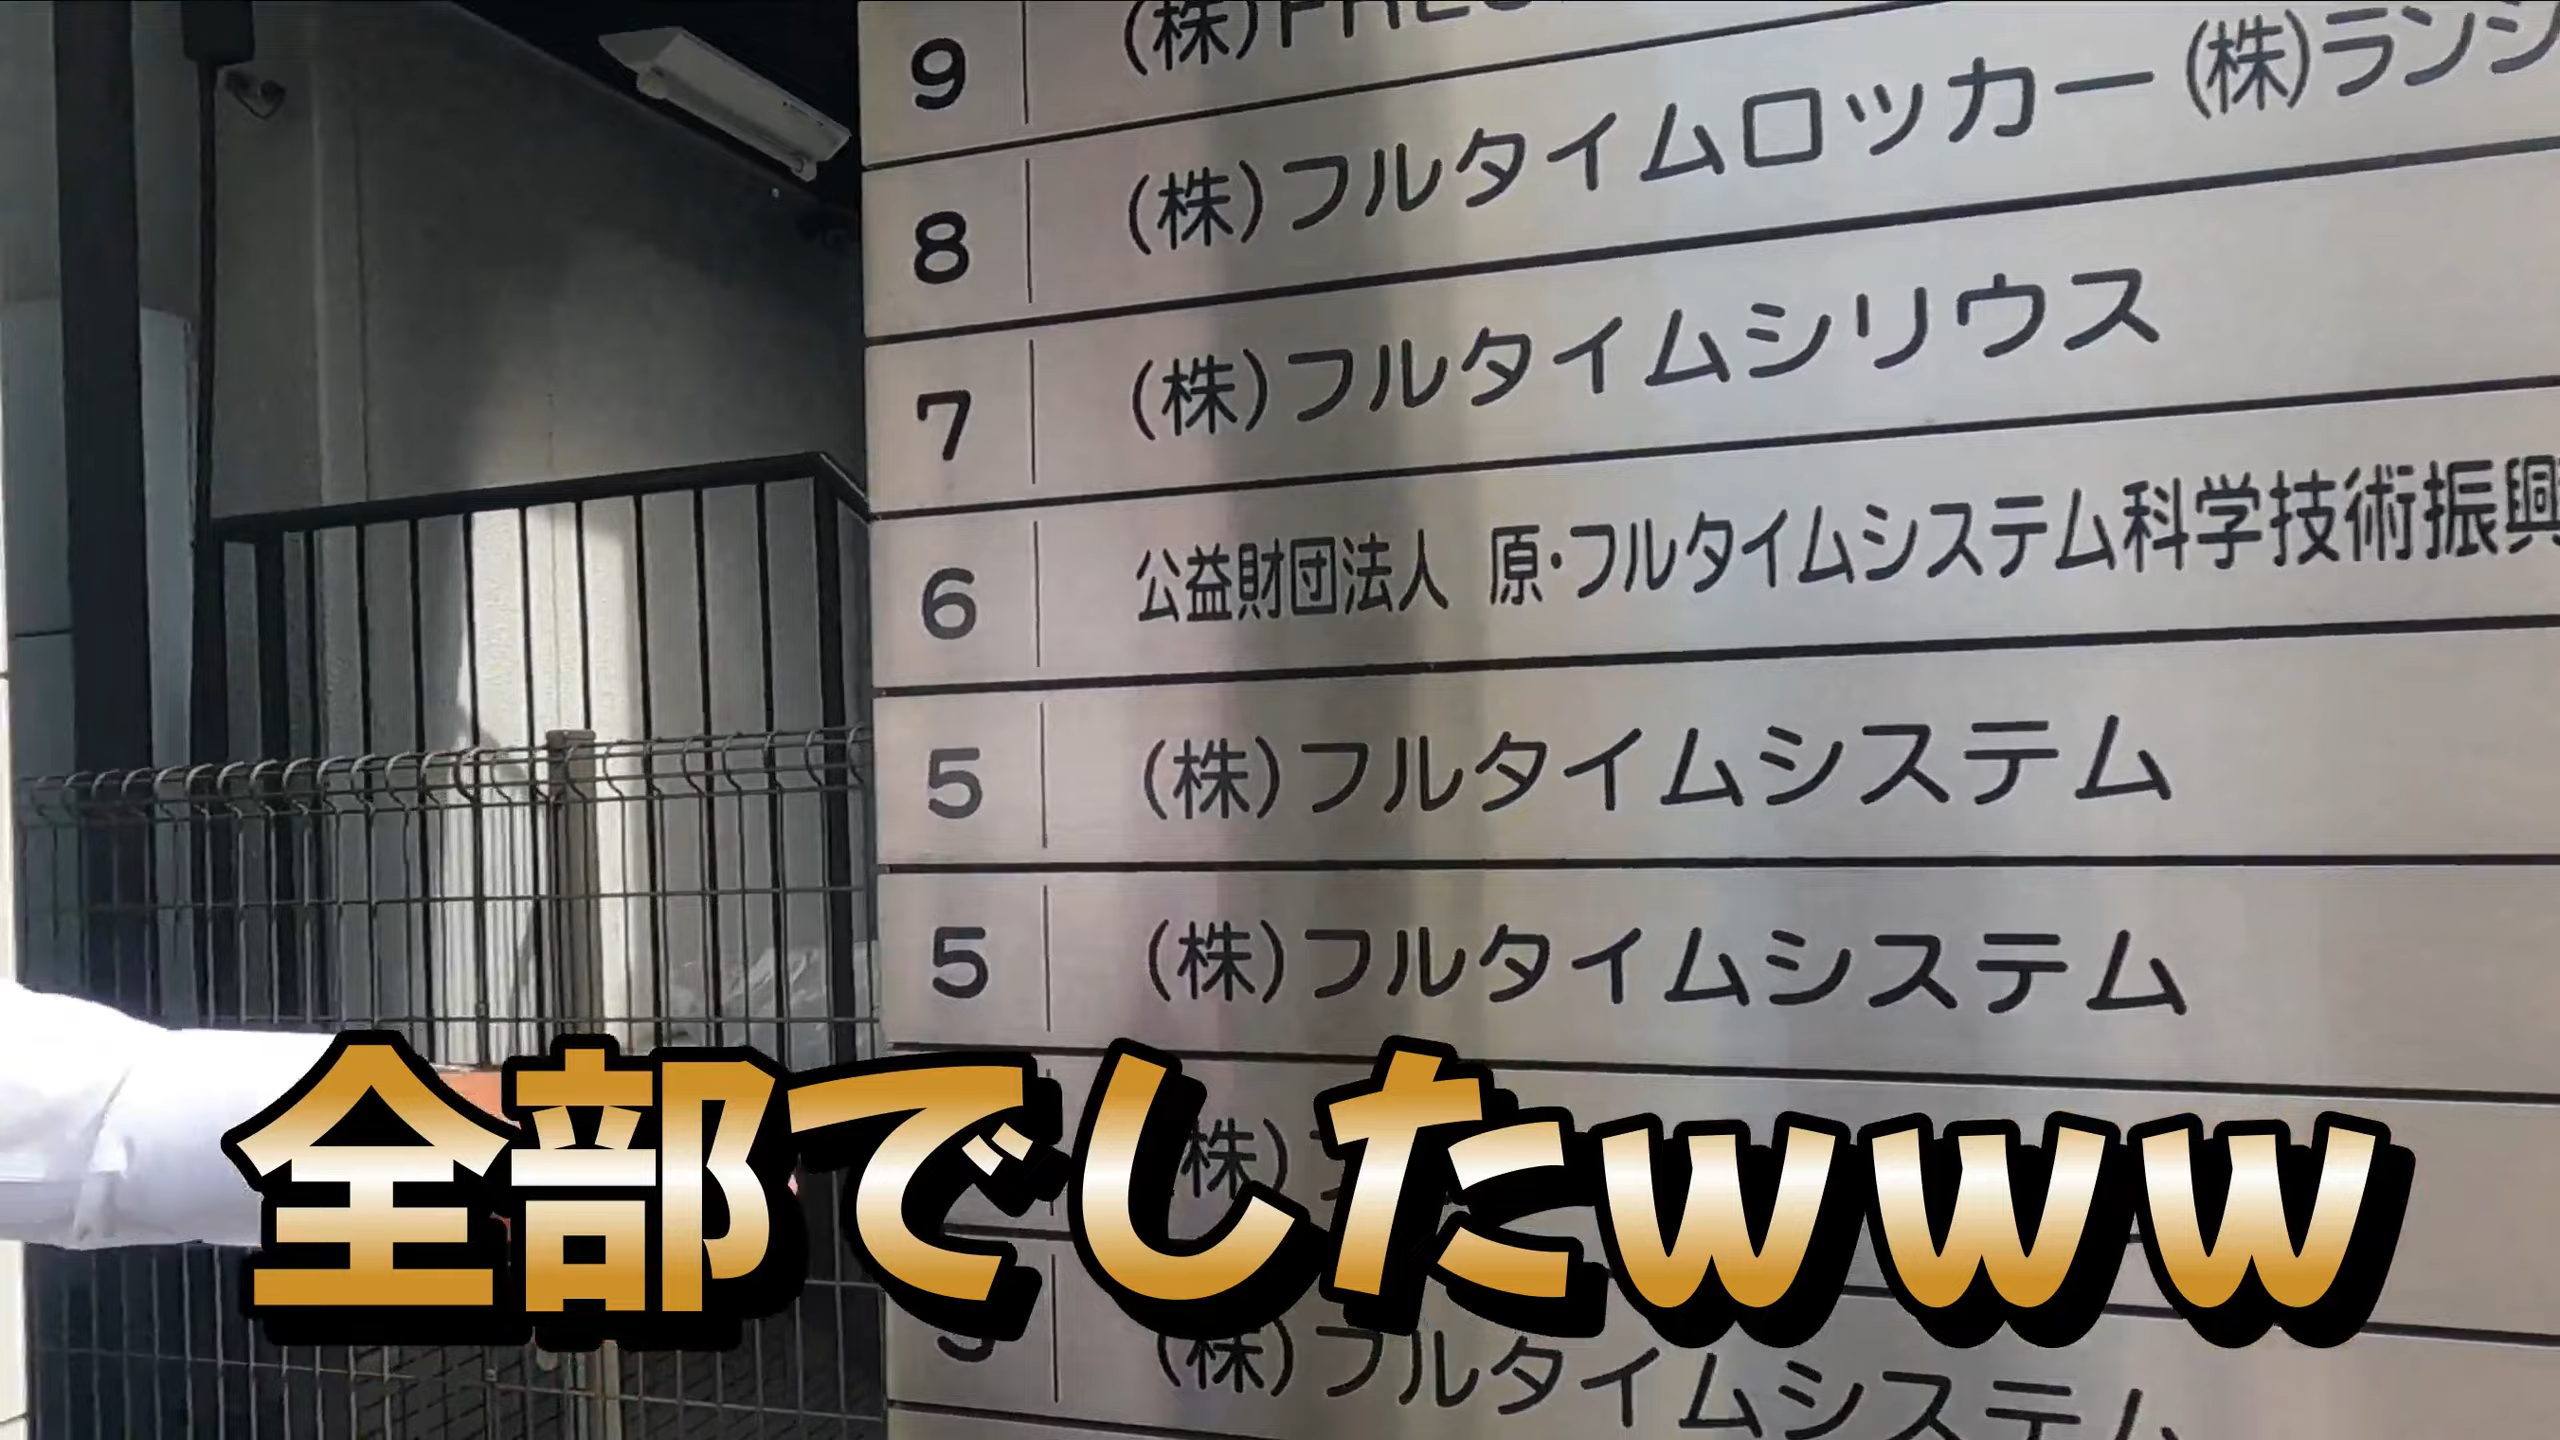 9 (株)
8 (株)フルタイムロッカー (株)ランジ
7 (株)フルタイムシリウス
6 公益財団法人 原・フルタイムシステム科学技術振興
5 (株)フルタイムシステム
5 (株)フルタイムシステム
(株)
(株)フルタイムシステム
全部でしたwww